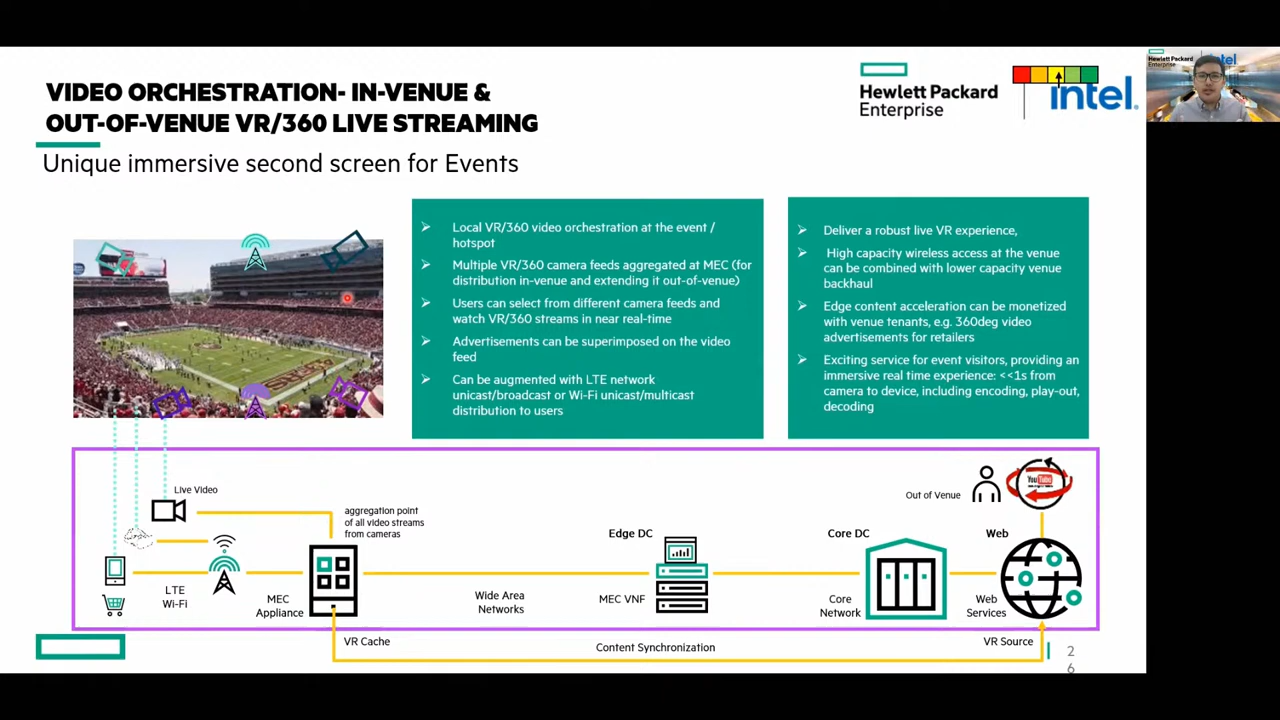 VIDEO ORCHESTRATION- IN-VENUE &
OUT-OF-VENUE VR/360 LIVE STREAMING
Unique immersive second screen for Events
Hewlett Packard
Enterprise
intel.
Hewlett Packard
Enterprise
intel
Local VR/360 video orchestration at the event /
hotspot
Multiple VR/360 camera feeds aggregated at MEC (for
distribution in-venue and extending it out-of-venue)
Users can select from different camera feeds and
watch VR/360 streams in near real-time
Advertisements can be superimposed on the video
feed
Can be augmented with LTE network
unicast/broadcast or Wi-Fi unicast/multicast
distribution to users
Deliver a robust live VR experience,
High capacity wireless access at the venue
can be combined with lower capacity venue
backhaul
Edge content acceleration can be monetized
with venue tenants, e.g. 360deg video
advertisements for retailers
Exciting service for event visitors, providing an
immersive real time experience: <<1s from
camera to device, including encoding, play-out,
decoding
Live Video
aggregation point
of all video streams
from cameras
LTE
Wi-Fi
MEC
Appliance
Wide Area
Networks
Edge DC
MEC VNF
Core DC
Core
Network
Out of Venue
You Tube
Web
Web
Services
VR Cache
Content Synchronization
VR Source
2
6